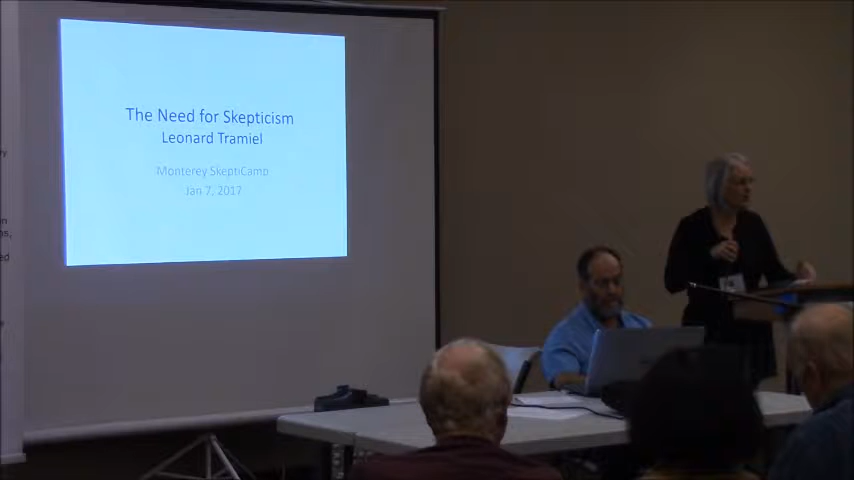 The Need for Skepticism
Leonard Tramiel
Monterey SkeptiCamp
Jan 7, 2017